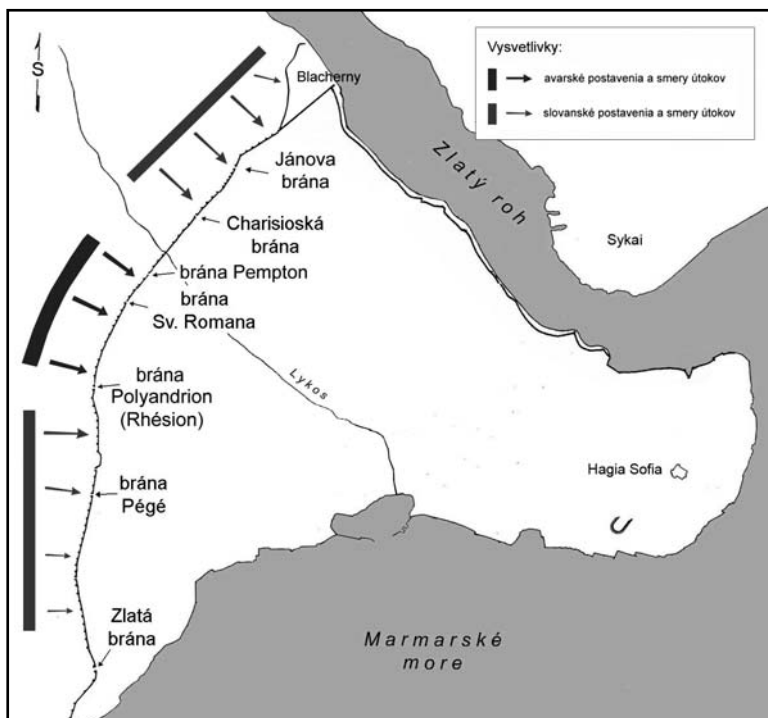 Vysvetlivky:
avarské postavenia a smery útokov
slovanské postavenia a smery útokov
S
Blacherny
Zlatý roh
Jánova
brána
Sykai
Charisioská
brána
brána Pempton
brána
Sv. Romana
brána
Polyandrion
(Rhésion)
Lykos
Hagia Sofia
brána
Pégé
Zlatá
brána
Marmarské
more